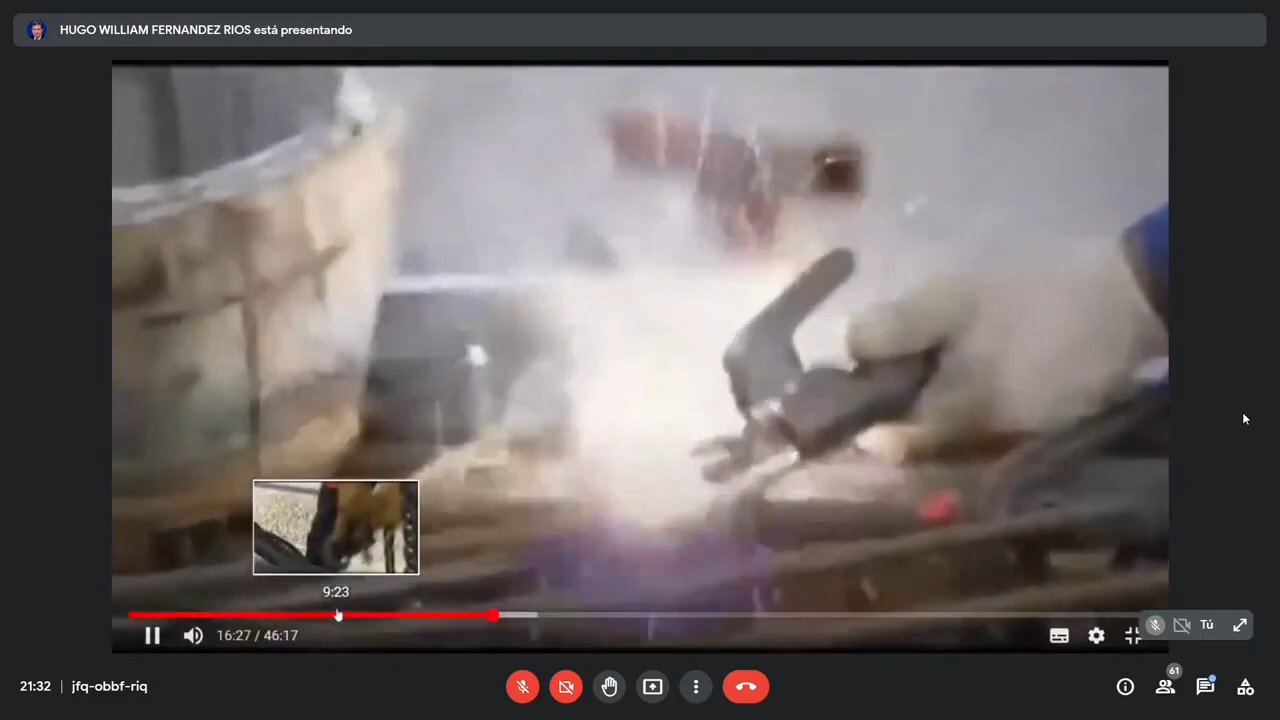 HUGO WILLIAM FERNANDEZ RIOS está presentando
9:23
16:27 / 46:17
Tú
21:32 | jfq-obbf-riq
61